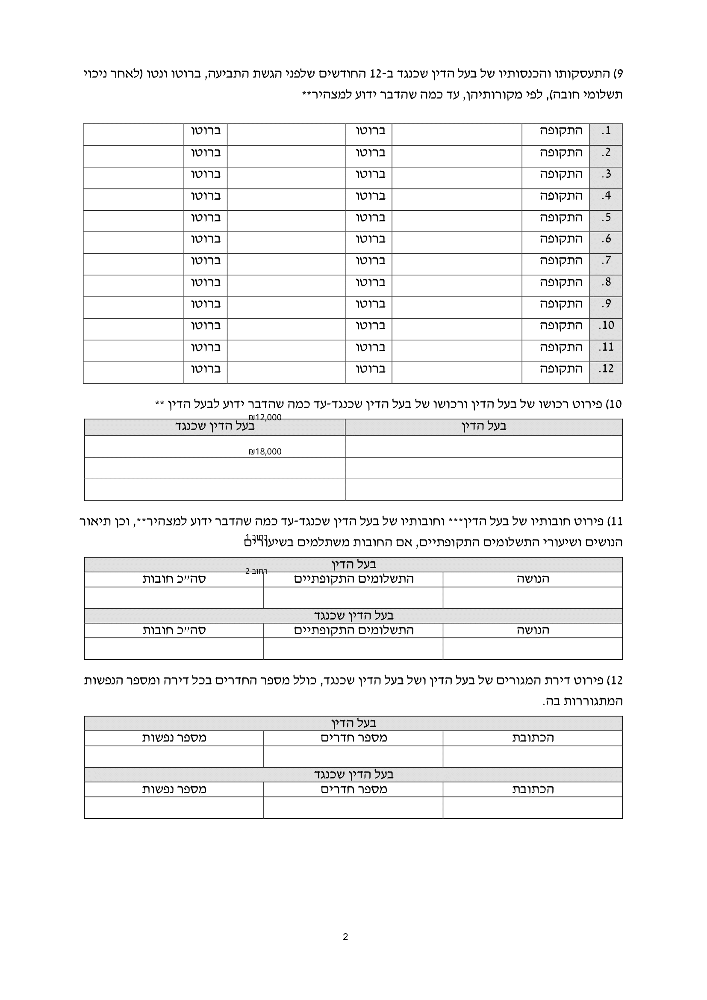 9) התעסקותו והכנסותיו של בעל הדין שכנגד ב-12 החודשים שלפני הגשת התביעה, ברוטו ונטו (לאחר ניכוי
תשלומי חובה), לפי מקורותיהן, עד כמה שהדבר ידוע למצהיר**
1. התקופה ברוטו ברוטו
2. התקופה ברוטו ברוטו
3. התקופה ברוטו ברוטו
4. התקופה ברוטו ברוטו
5. התקופה ברוטו ברוטו
6. התקופה ברוטו ברוטו
7. התקופה ברוטו ברוטו
8. התקופה ברוטו ברוטו
9. התקופה ברוטו ברוטו
10. התקופה ברוטו ברוטו
11. התקופה ברוטו ברוטו
12. התקופה ברוטו ברוטו
10) פירוט רכושו של בעל הדין ורכושו של בעל הדין שכנגד-עד כמה שהדבר ידוע לבעל הדין **
₪12,000
בעל הדין בעל הדין שכנגד
₪18,000
11) פירוט חובותיו של בעל הדין*** וחובותיו של בעל הדין שכנגד-עד כמה שהדבר ידוע למצהיר**, וכן תיאור
רחוב 1
הנושים ושיעורי התשלומים התקופתיים, אם החובות משתלמים בשיעורים
בעל הדין
רחוב 2
הנושה התשלומים התקופתיים סה״כ חובות
בעל הדין שכנגד
הנושה התשלומים התקופתיים סה״כ חובות
12) פירוט דירת המגורים של בעל הדין ושל בעל הדין שכנגד, כולל מספר החדרים בכל דירה ומספר הנפשות
המתגוררות בה.
בעל הדין
הכתובת מספר חדרים מספר נפשות
בעל הדין שכנגד
הכתובת מספר חדרים מספר נפשות
2